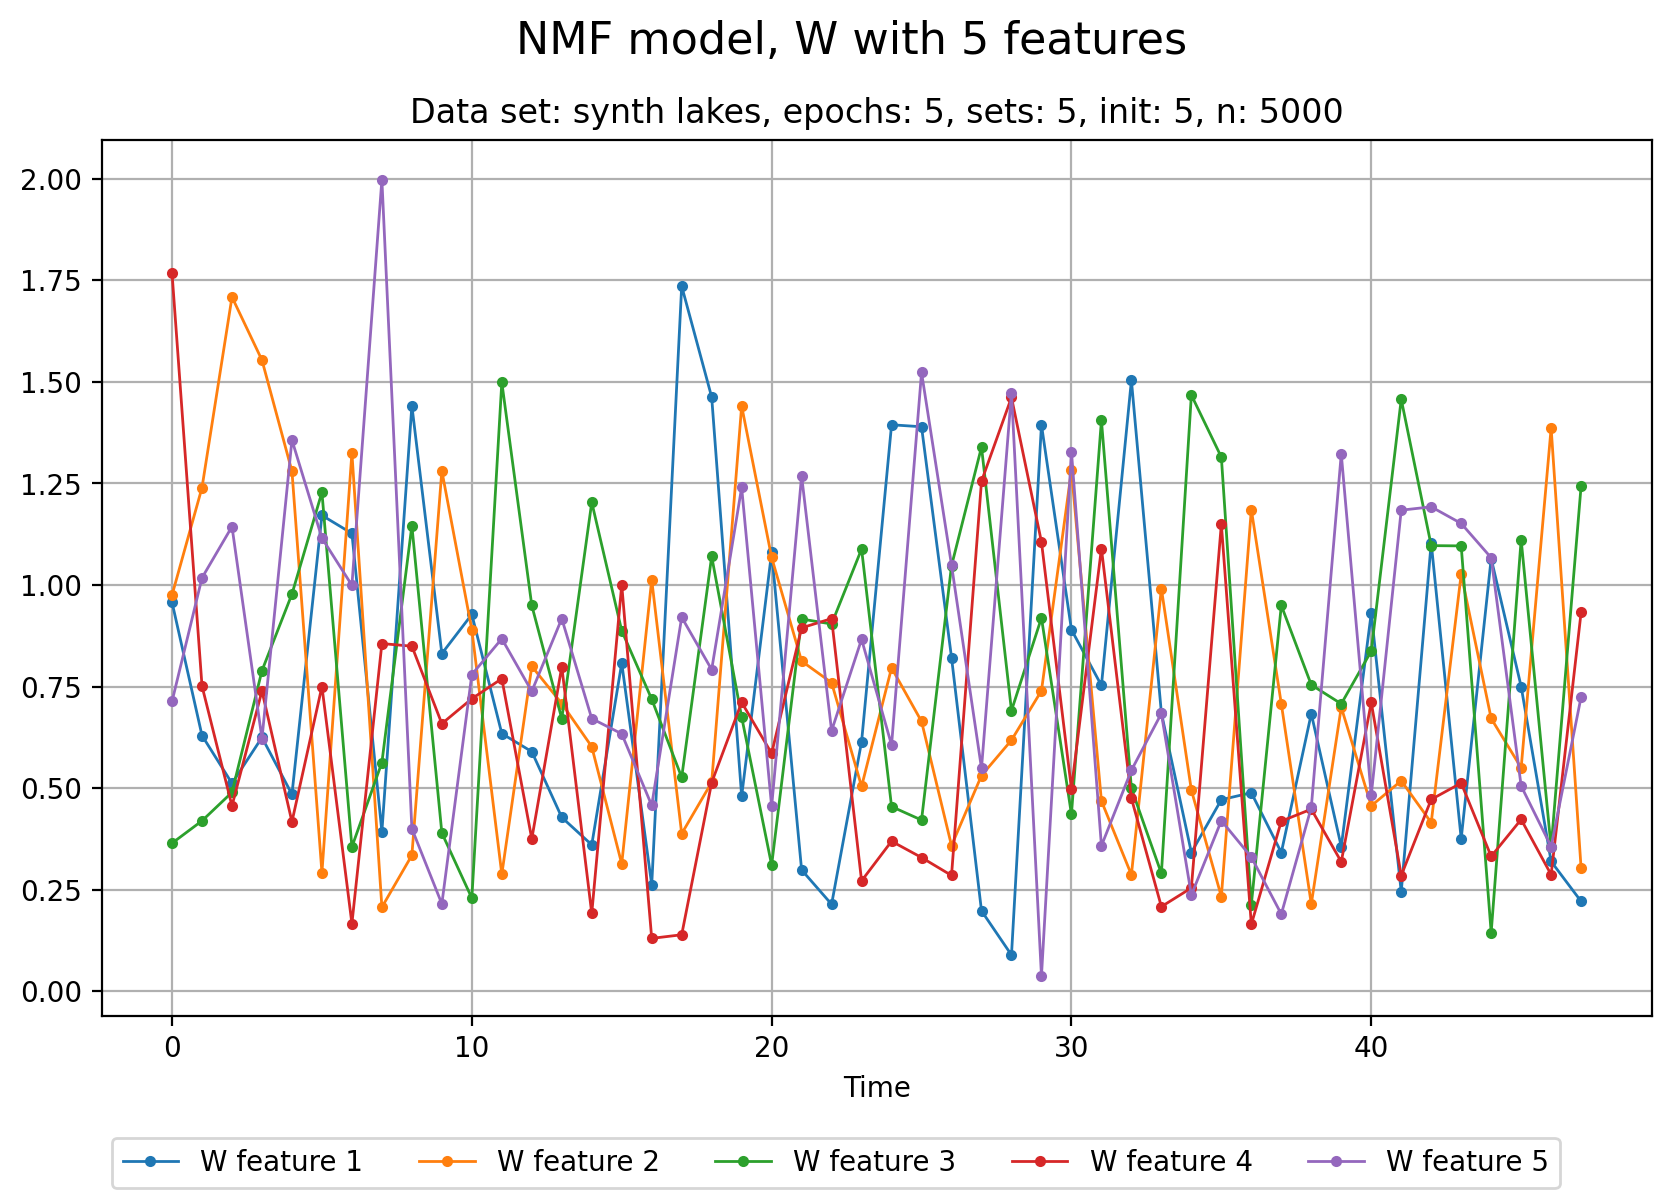 NMF model, W with 5 features
Data set: synth lakes, epochs: 5, sets: 5, init: 5, n: 5000
2.00
1.75
1.50
1.25
1.00
0.75
0.50
0.25
0.00
0 10 20 30 40
Time
W feature 1 W feature 2 W feature 3 W feature 4 W feature 5